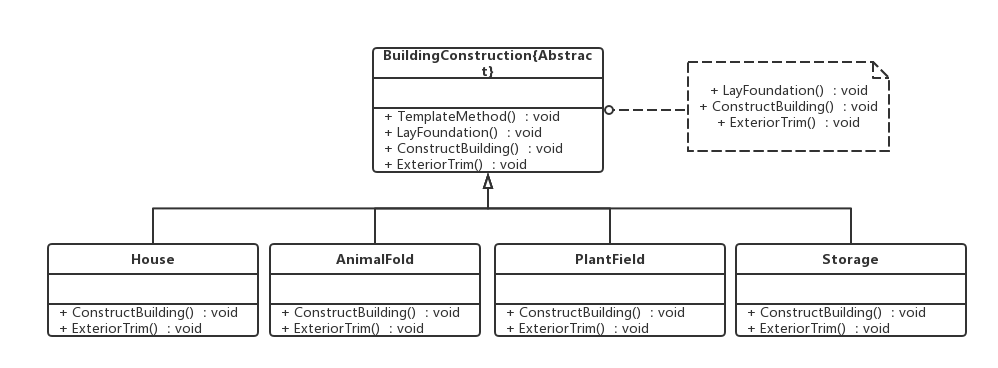 BuildingConstruction{Abstrac
t}
+ TemplateMethod() : void
+ LayFoundation() : void
+ ConstructBuilding() : void
+ ExteriorTrim() : void
+ LayFoundation() : void
+ ConstructBuilding() : void
+ ExteriorTrim() : void
House
+ ConstructBuilding() : void
+ ExteriorTrim() : void
AnimalFold
+ ConstructBuilding() : void
+ ExteriorTrim() : void
PlantField
+ ConstructBuilding() : void
+ ExteriorTrim() : void
Storage
+ ConstructBuilding() : void
+ ExteriorTrim() : void